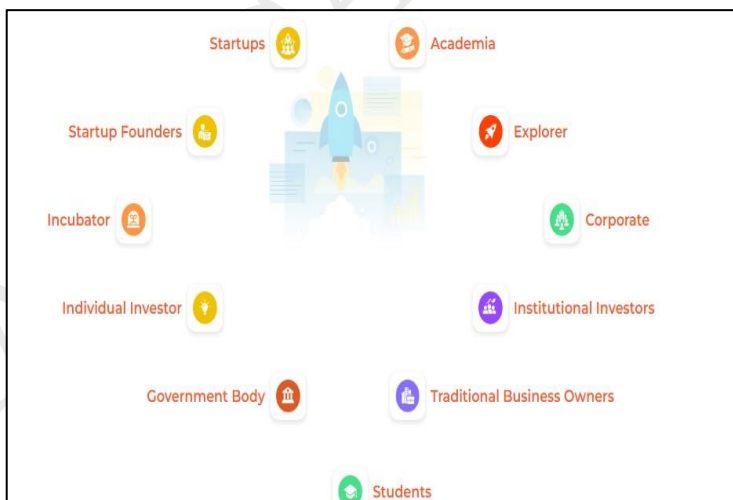 Startups
Academia
Startup Founders
Explorer
Incubator
Corporate
Individual Investor
Institutional Investors
Government Body
Traditional Business Owners
Students